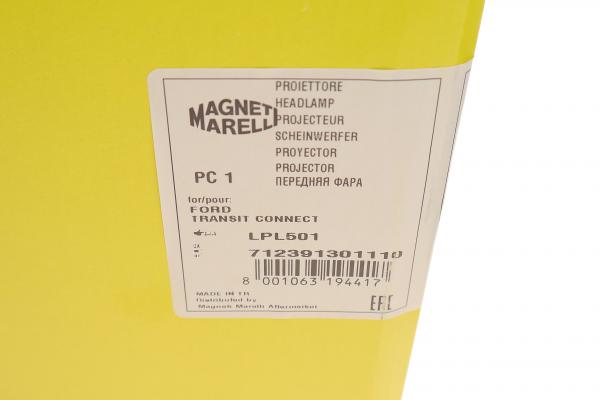 MAGNETI
MARELLI
PROIETTORE
HEADLAMP
PROJECTEUR
SCHEINWERFER
PROYECTOR
PROJECTOR
ПЕРЕДНЯЯ ФАРА
PC 1
for/pour:
FORD
TRANSIT CONNECT
LPL501
712391301110
8 001063 194417
MADE IN TR
Distributed by
Magneti Marelli Aftermarket
EAC